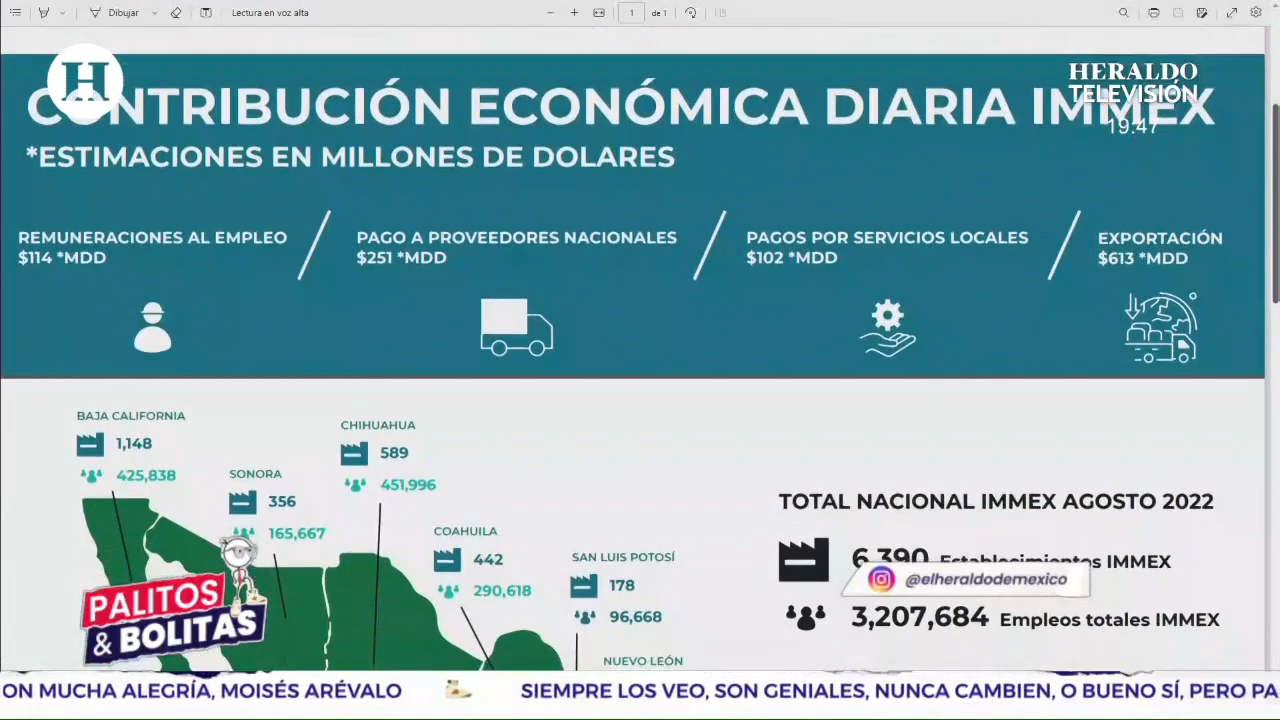 Dibujar
Lectura en voz alta
1
de 1
H
HERALDO
TELEVISIÓN
19:47
CONTRIBUCIÓN ECONÓMICA DIARIA IMMEX
*ESTIMACIONES EN MILLONES DE DOLARES
REMUNERACIONES AL EMPLEO
$114 *MDD
PAGO A PROVEEDORES NACIONALES
$251 *MDD
PAGOS POR SERVICIOS LOCALES
$102 *MDD
EXPORTACIÓN
$613 *MDD
BAJA CALIFORNIA
1,148
425,838
SONORA
356
165,667
CHIHUAHUA
589
451,996
COAHUILA
442
290,618
SAN LUIS POTOSÍ
178
96,668
NUEVO LEÓN
TOTAL NACIONAL IMMEX AGOSTO 2022
6,390 Establecimientos IMMEX
@elheraldodemexico
3,207,684 Empleos totales IMMEX
PALITOS
& BOLITAS
ON MUCHA ALEGRÍA, MOISÉS ARÉVALO
SIEMPRE LOS VEO, SON GENIALES, NUNCA CAMBIEN, O BUENO SÍ, PERO PA